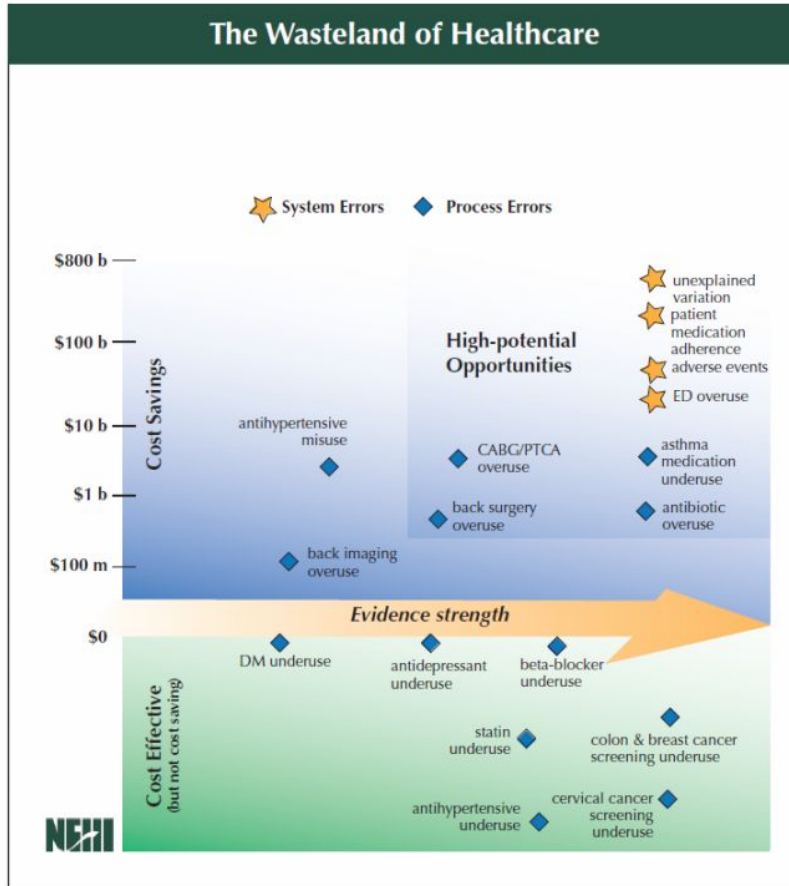 The Wasteland of Healthcare
System Errors
Process Errors
$800 b
$100 b
$10 b
$1 b
$100 m
$0
Cost Savings
High-potential
Opportunities
unexplained
variation
patient
medication
adherence
adverse events
ED overuse
antihypertensive
misuse
CABG/PTCA
overuse
asthma
medication
underuse
back surgery
overuse
antibiotic
overuse
back imaging
overuse
Evidence strength
Cost Effective
(but not cost saving)
DM underuse
antidepressant
underuse
beta-blocker
underuse
statin
underuse
colon & breast cancer
screening underuse
antihypertensive
underuse
cervical cancer
screening
underuse
NEHI